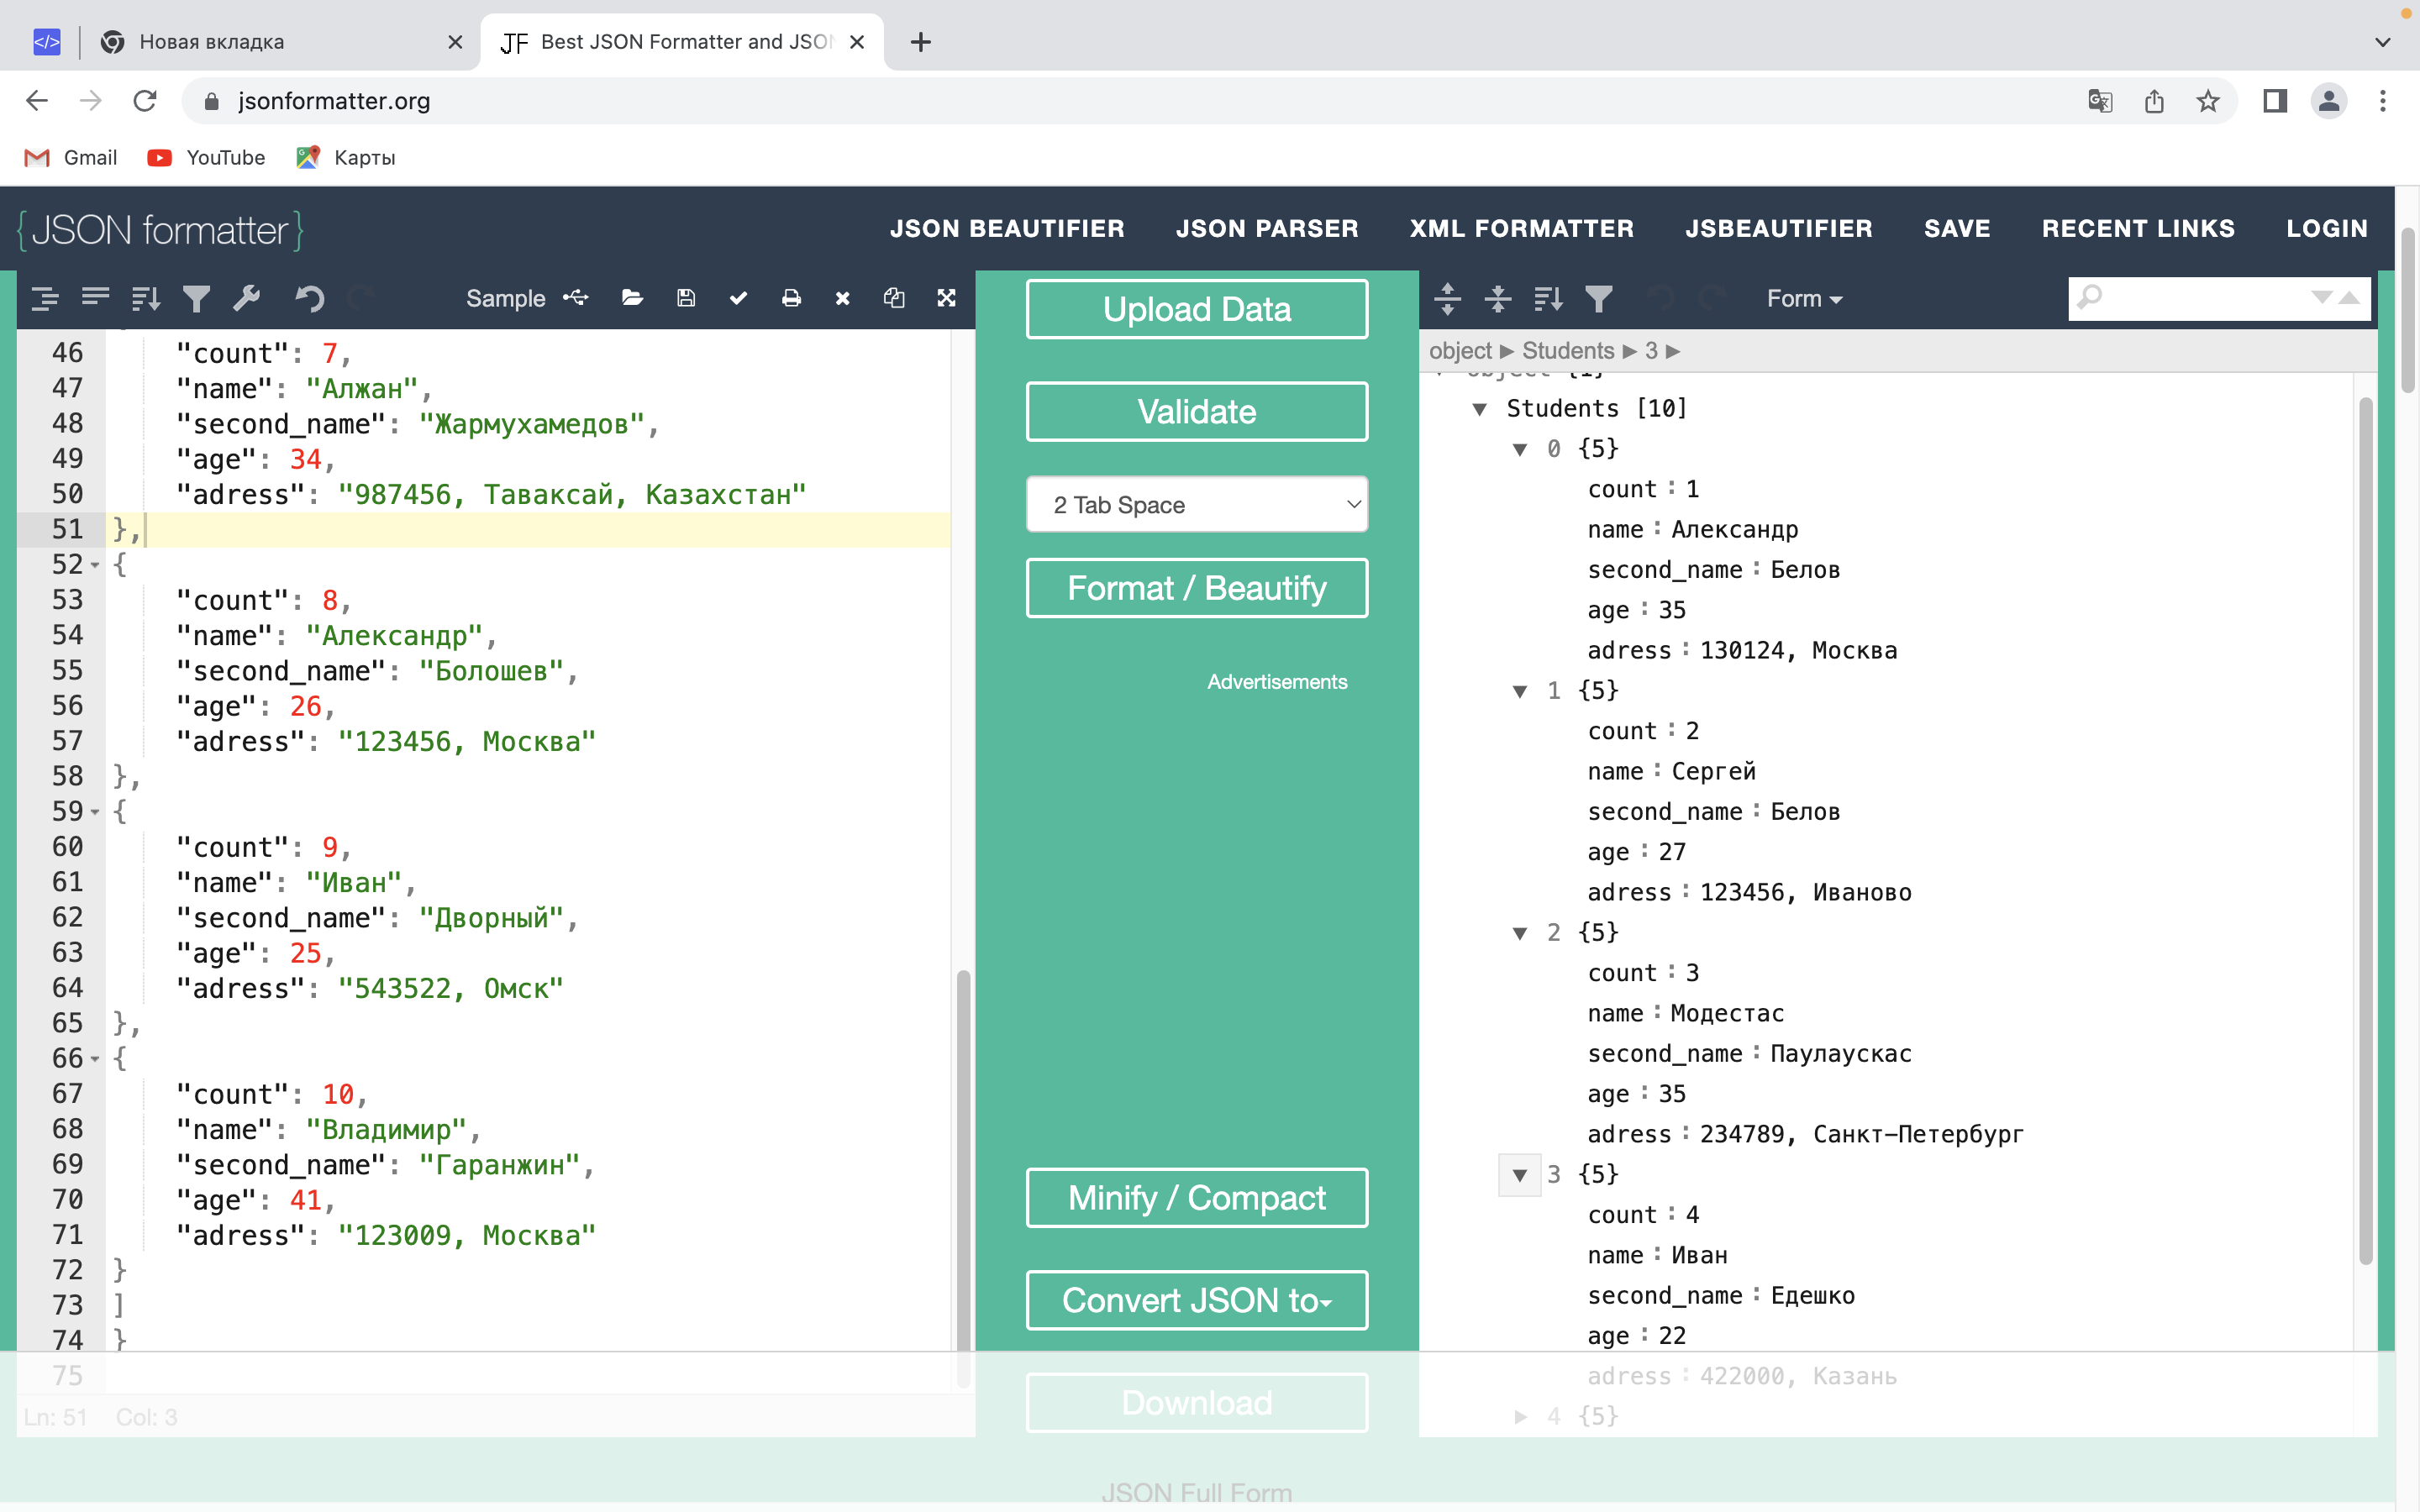 Новая вкладка
JF Best JSON Formatter and JSON
jsonformatter.org
Gmail YouTube Карты
{JSON formatter}
JSON BEAUTIFIER JSON PARSER XML FORMATTER JSBEAUTIFIER SAVE RECENT LINKS LOGIN
Sample
46 "count": 7,
47 "name": "Алжан",
48 "second_name": "Жармухамедов",
49 "age": 34,
50 "adress": "987456, Таваксай, Казахстан"
51 },
52 {
53 "count": 8,
54 "name": "Александр",
55 "second_name": "Болошев",
56 "age": 26,
57 "adress": "123456, Москва"
58 },
59 {
60 "count": 9,
61 "name": "Иван",
62 "second_name": "Дворный",
63 "age": 25,
64 "adress": "543522, Омск"
65 },
66 {
67 "count": 10,
68 "name": "Владимир",
69 "second_name": "Гаранжин",
70 "age": 41,
71 "adress": "123009, Москва"
72 }
73 ]
74 }
75
Ln: 51 Col: 3
Upload Data
Validate
2 Tab Space
Format / Beautify
Advertisements
Minify / Compact
Convert JSON to
Download
JSON Full Form
Form
object ► Students ► 3 ►
object {1}
Students [10]
0 {5}
count : 1
name : Александр
second_name : Белов
age : 35
adress : 130124, Москва
1 {5}
count : 2
name : Сергей
second_name : Белов
age : 27
adress : 123456, Иваново
2 {5}
count : 3
name : Модестас
second_name : Паулаускас
age : 35
adress : 234789, Санкт-Петербург
3 {5}
count : 4
name : Иван
second_name : Едешко
age : 22
adress : 422000, Казань
4 {5}